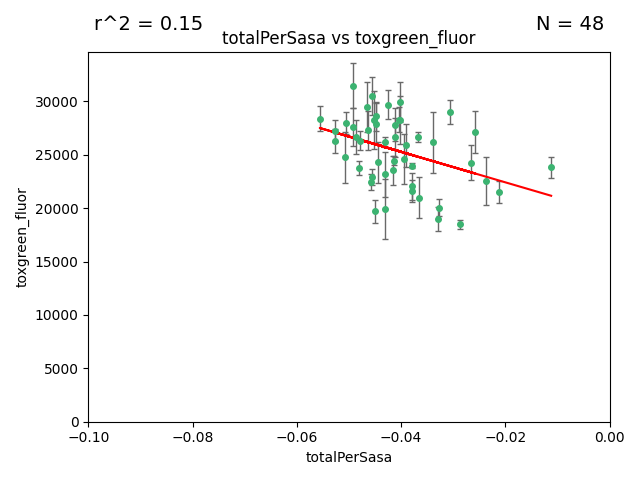 r^2 = 0.15
N = 48
totalPerSasa vs toxgreen_fluor
toxgreen_fluor
30000
25000
20000
15000
10000
5000
0
−0.10
−0.08
−0.06
−0.04
−0.02
0.00
totalPerSasa